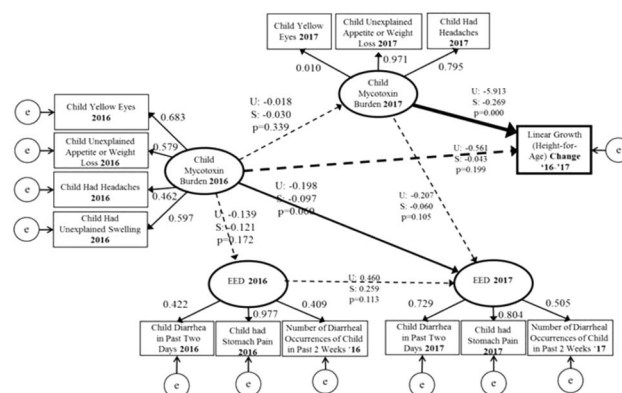 Child Yellow
Eyes 2017
Child Unexplained
Appetite or Weight
Loss 2017
Child Had
Headaches
2017
0.010
0.971
0.795
Child
Mycotoxin
Burden 2017
U: -0.018
S: -0.030
p=0.339
U: -5.913
S: -0.269
p=0.000
e
Child Yellow Eyes
2016
0.683
e
Child Unexplained
Appetite or Weight
Loss 2016
0.579
e
Child Had Headaches
2016
0.462
e
Child Had
Unexplained Swelling
2016
0.597
Child
Mycotoxin
Burden 2016
U: -0.561
S: -0.043
p=0.199
Linear Growth
(Height-for-
Age) Change
‘16-‘17
e
U: -0.198
S: -0.097
p=0.060
U: -0.139
S: -0.121
p=0.172
U: -0.207
S: -0.060
p=0.105
EED 2016
U: 0.460
S: 0.259
p=0.113
EED 2017
0.422
0.977
0.409
0.729
0.804
0.505
Child Diarrhea
in Past Two
Days 2016
Child had
Stomach Pain
2016
Number of Diarrheal
Occurrences of Child
in Past 2 Weeks ‘16
Child Diarrhea
in Past Two
Days 2017
Child had
Stomach Pain
2017
Number of Diarrheal
Occurrences of Child
in Past 2 Weeks ‘17
e
e
e
e
e
e